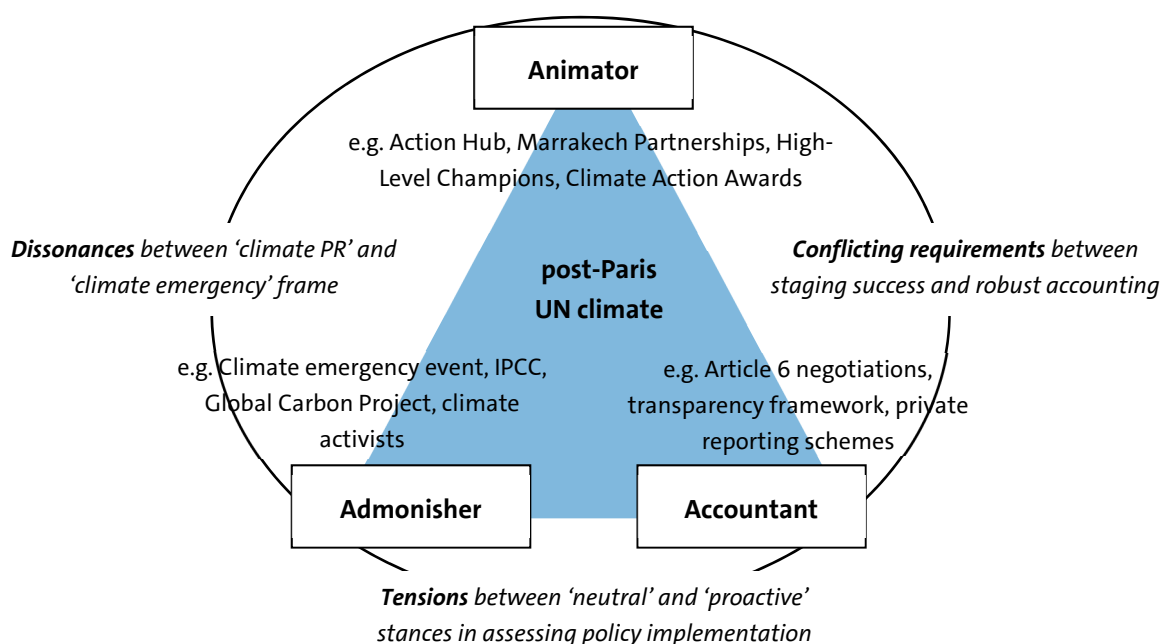 Animator
e.g. Action Hub, Marrakech Partnerships, High-
Level Champions, Climate Action Awards
Dissonances between ‘climate PR’ and
‘climate emergency’ frame
Conflicting requirements between
staging success and robust accounting
post-Paris
UN climate
e.g. Climate emergency event, IPCC,
Global Carbon Project, climate
activists
e.g. Article 6 negotiations,
transparency framework, private
reporting schemes
Admonisher
Accountant
Tensions between ‘neutral’ and ‘proactive’
stances in assessing policy implementation